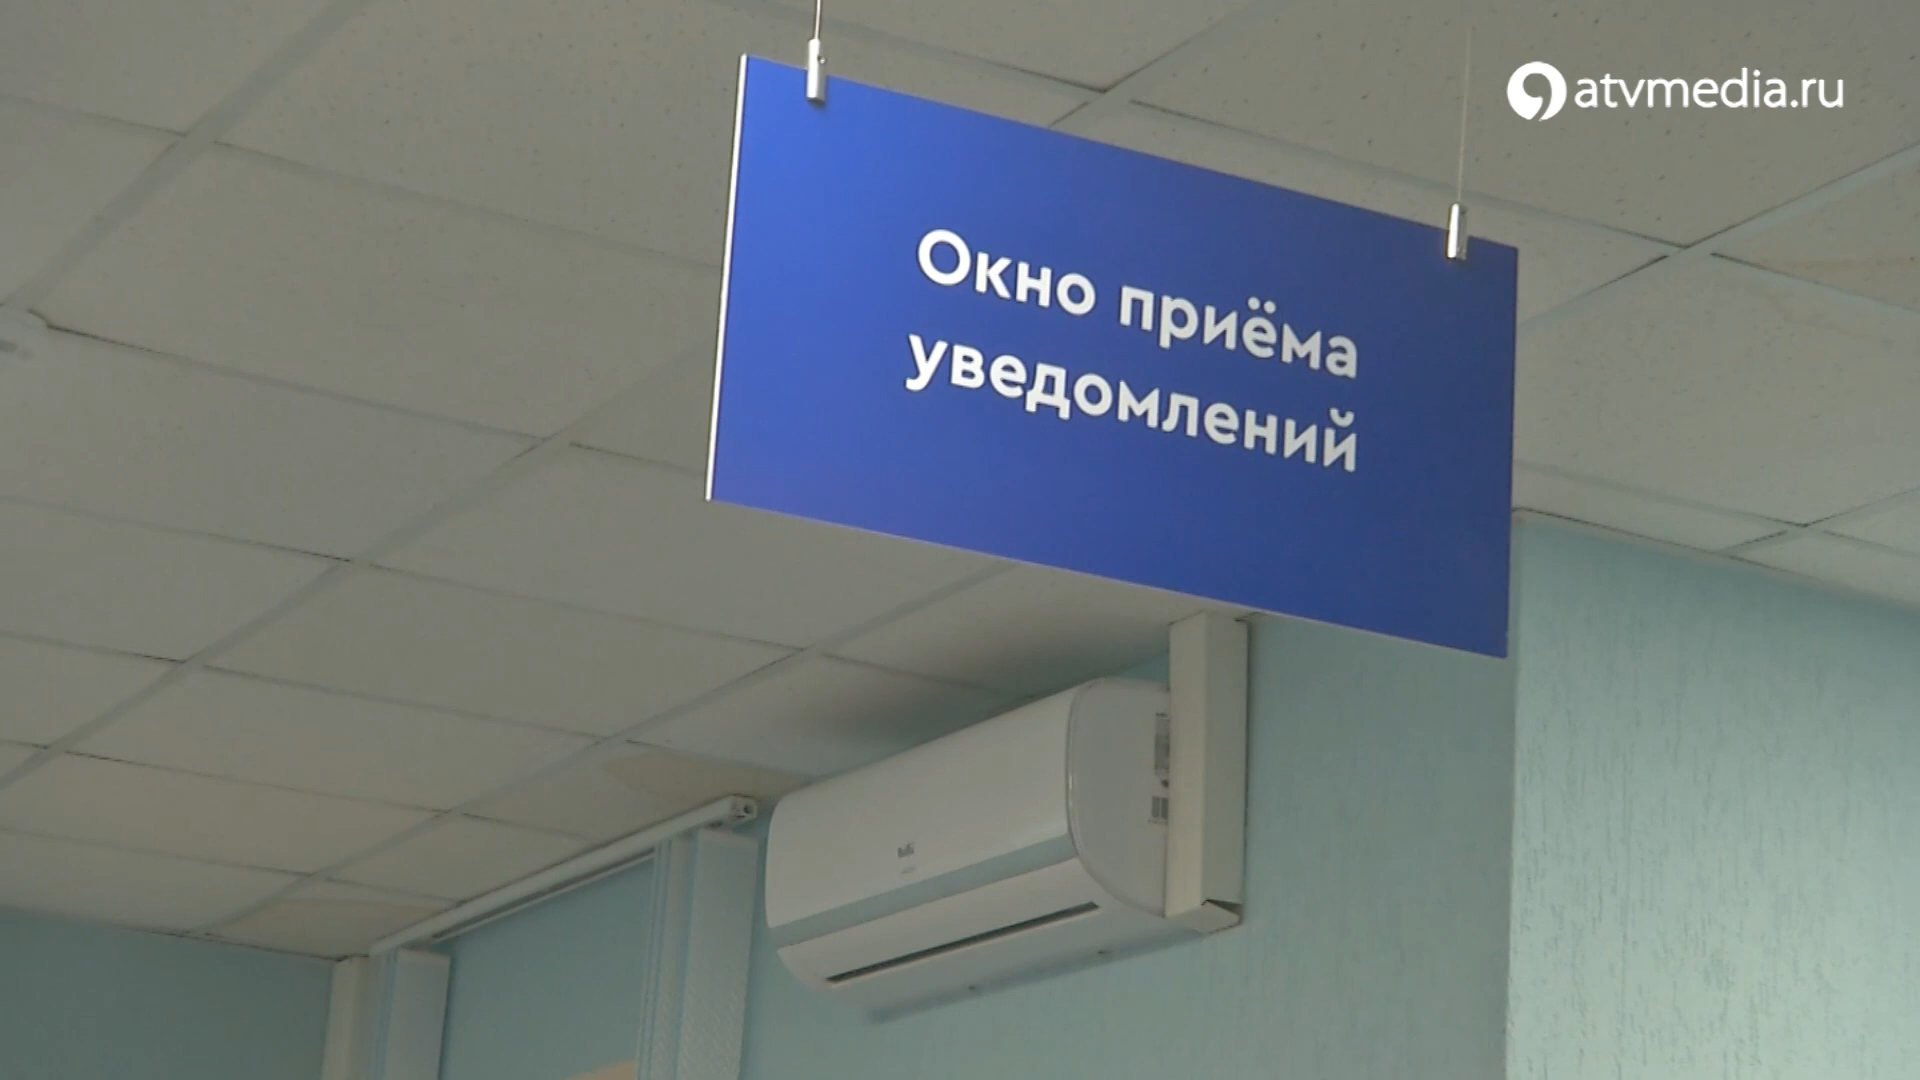 atvmedia.ru
Окно приёма
уведомлений